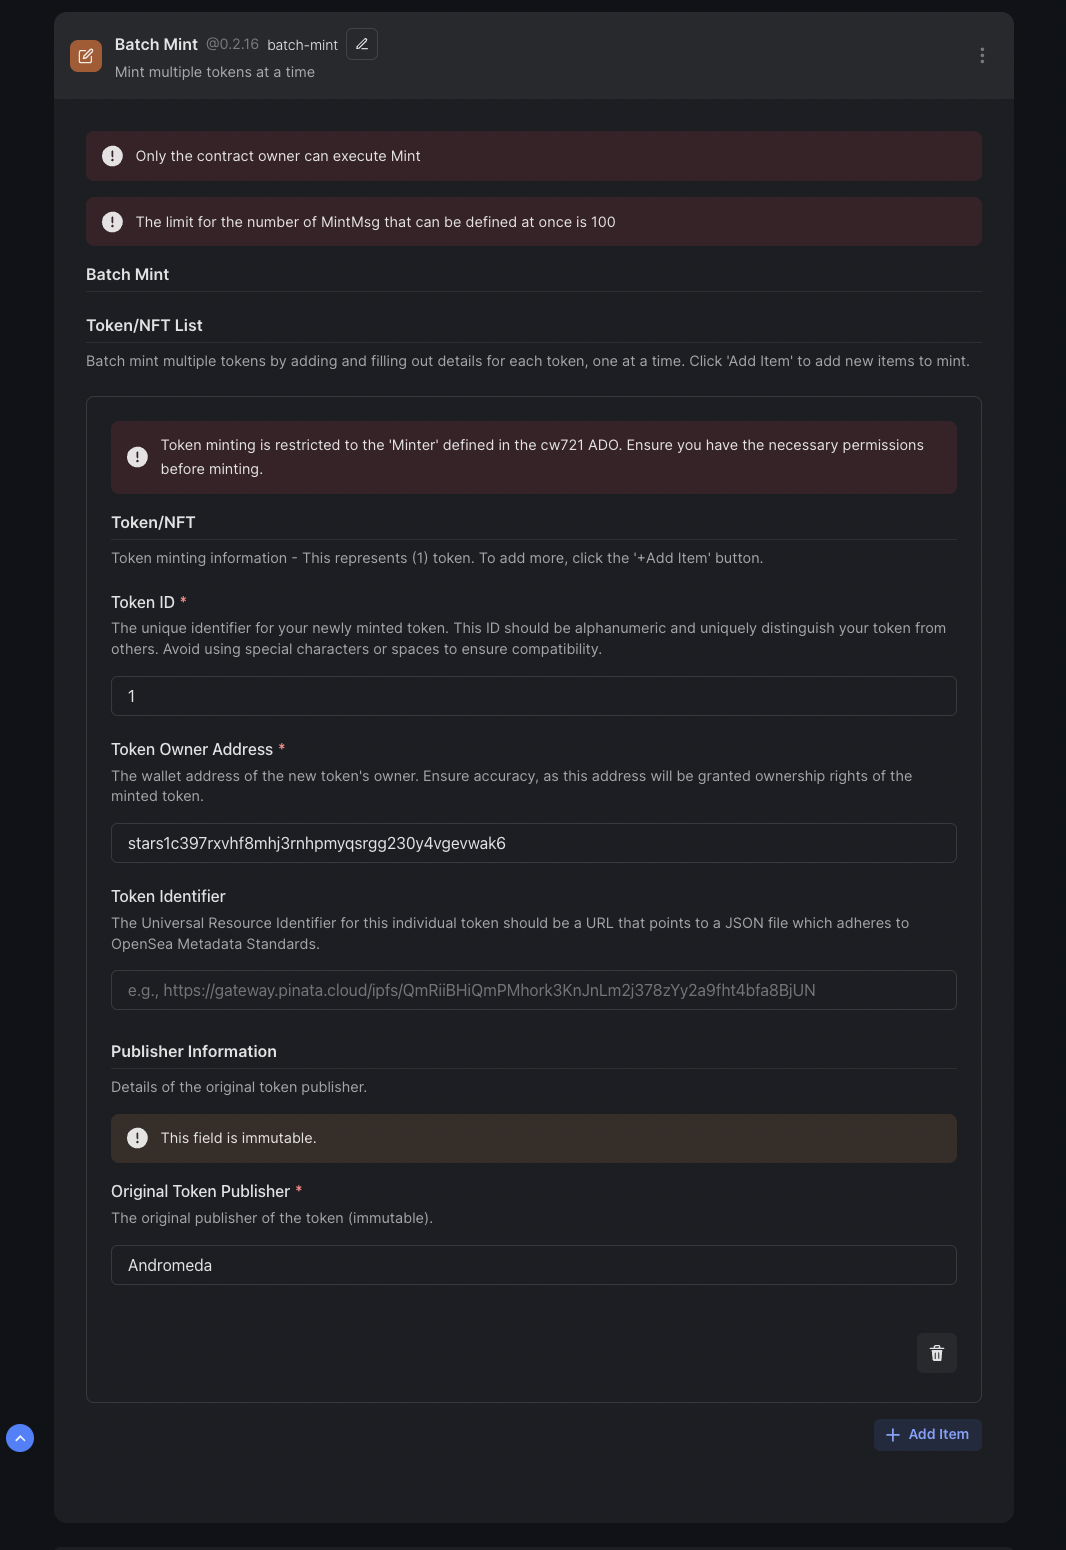 Batch Mint @0.2.16 batch-mint
Mint multiple tokens at a time
Only the contract owner can execute Mint
The limit for the number of MintMsg that can be defined at once is 100
Batch Mint
Token/NFT List
Batch mint multiple tokens by adding and filling out details for each token, one at a time. Click 'Add Item' to add new items to mint.
Token minting is restricted to the 'Minter' defined in the cw721 ADO. Ensure you have the necessary permissions
before minting.
Token/NFT
Token minting information - This represents (1) token. To add more, click the '+Add Item' button.
Token ID *
The unique identifier for your newly minted token. This ID should be alphanumeric and uniquely distinguish your token from
others. Avoid using special characters or spaces to ensure compatibility.
1
Token Owner Address *
The wallet address of the new token's owner. Ensure accuracy, as this address will be granted ownership rights of the
minted token.
stars1c397rxvhf8mhj3rnhpmyqsrgg230y4vgevwak6
Token Identifier
The Universal Resource Identifier for this individual token should be a URL that points to a JSON file which adheres to
OpenSea Metadata Standards.
e.g., https://gateway.pinata.cloud/ipfs/QmRiiBHiQmPMhork3KnJnLm2j378zYy2a9fht4bfa8BjUN
Publisher Information
Details of the original token publisher.
This field is immutable.
Original Token Publisher *
The original publisher of the token (immutable).
Andromeda
Add Item